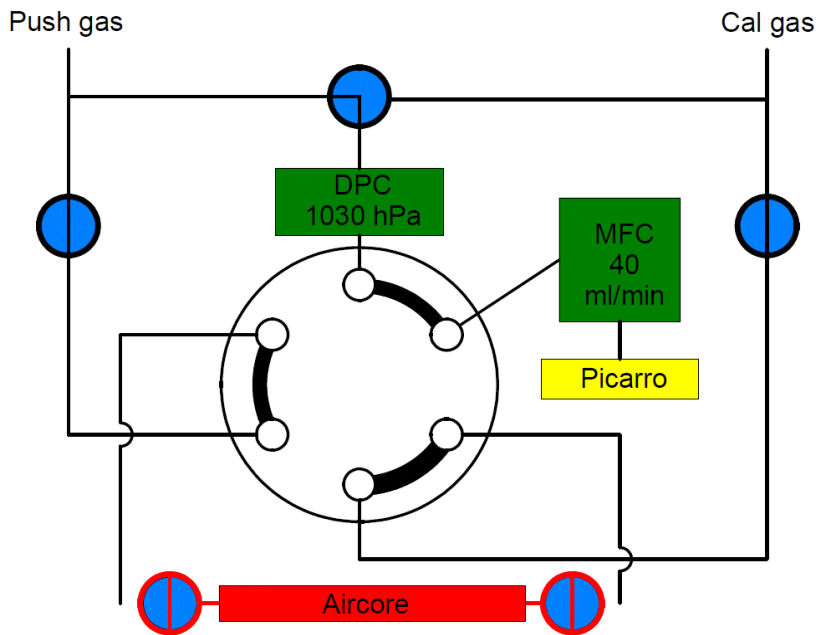 Push gas
Cal gas
DPC
1030 hPa
MFC
40
ml/min
Picarro
Aircore